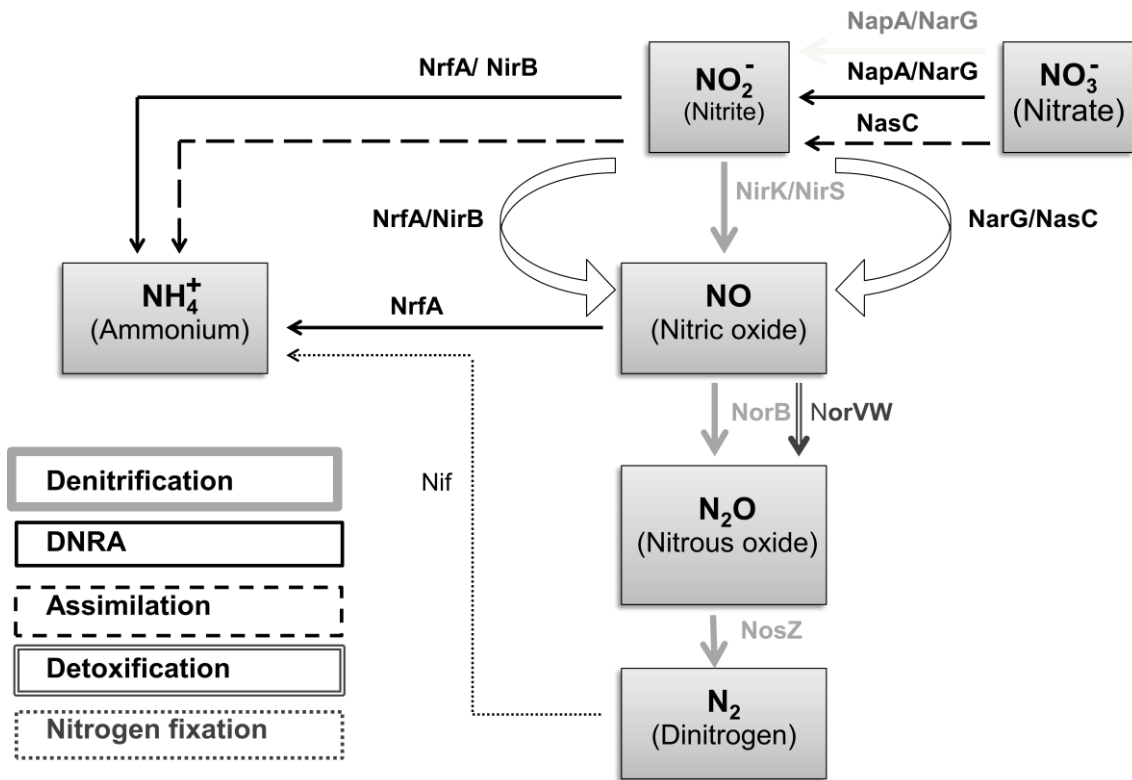 NapA/NarG
NrfA/ NirB
NO₂⁻
(Nitrite)
NapA/NarG
NO₃⁻
(Nitrate)
NasC
NirK/NirS
NrfA/NirB
NarG/NasC
NH₄⁺
(Ammonium)
NrfA
NO
(Nitric oxide)
NorB
NorVW
Denitrification
Nif
N₂O
(Nitrous oxide)
DNRA
Assimilation
NosZ
Detoxification
N₂
(Dinitrogen)
Nitrogen fixation